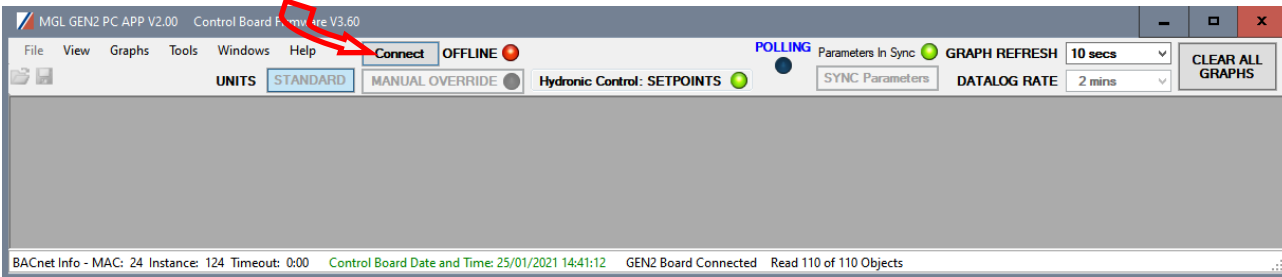 MGL GEN2 PC APP V2.00 Control Board Firmware V3.60
File View Graphs Tools Windows Help Connect OFFLINE POLLING Parameters In Sync GRAPH REFRESH 10 secs CLEAR ALL GRAPHS
UNITS STANDARD MANUAL OVERRIDE Hydronic Control: SETPOINTS SYNC Parameters DATALOG RATE 2 mins
BACnet Info - MAC: 24 Instance: 124 Timeout: 0:00 Control Board Date and Time: 25/01/2021 14:41:12 GEN2 Board Connected Read 110 of 110 Objects